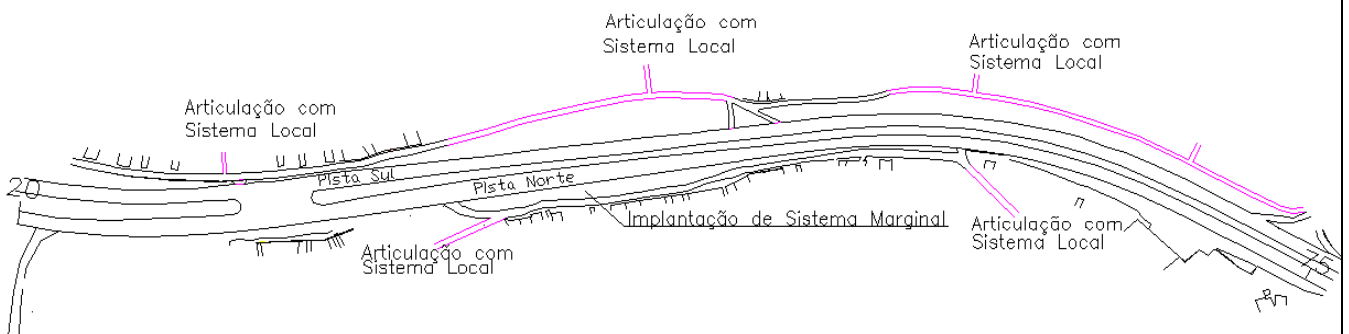 Articulação com
Sistema Local
Articulação com
Sistema Local
Articulação com
Sistema Local
20
Pista Sul
Pista Norte
Implantação de Sistema Marginal
Articulação com
Sistema Local
Articulação com
Sistema Local
75